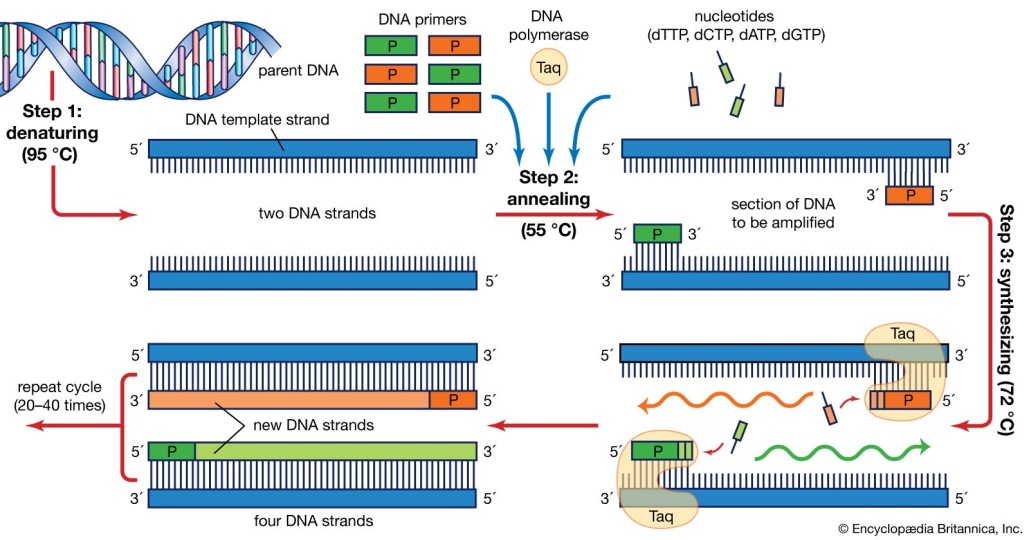 DNA primers
P
P
P
P
P
P
DNA
polymerase
Taq
nucleotides
(dTTP, dCTP, dATP, dGTP)
parent DNA
Step 1:
denaturing
(95 °C)
DNA template strand
5′
3′
two DNA strands
3′
5′
Step 2:
annealing
(55 °C)
5′
3′
3′
P
5′
section of DNA
to be amplified
5′
P
3′
3′
5′
Step 3: synthesizing (72 °C)
Taq
5′
3′
P
5′
5′
P
3′
5′
Taq
5′
3′
3′
P
5′
new DNA strands
5′
P
3′
3′
5′
four DNA strands
repeat cycle
(20–40 times)
© Encyclopædia Britannica, Inc.